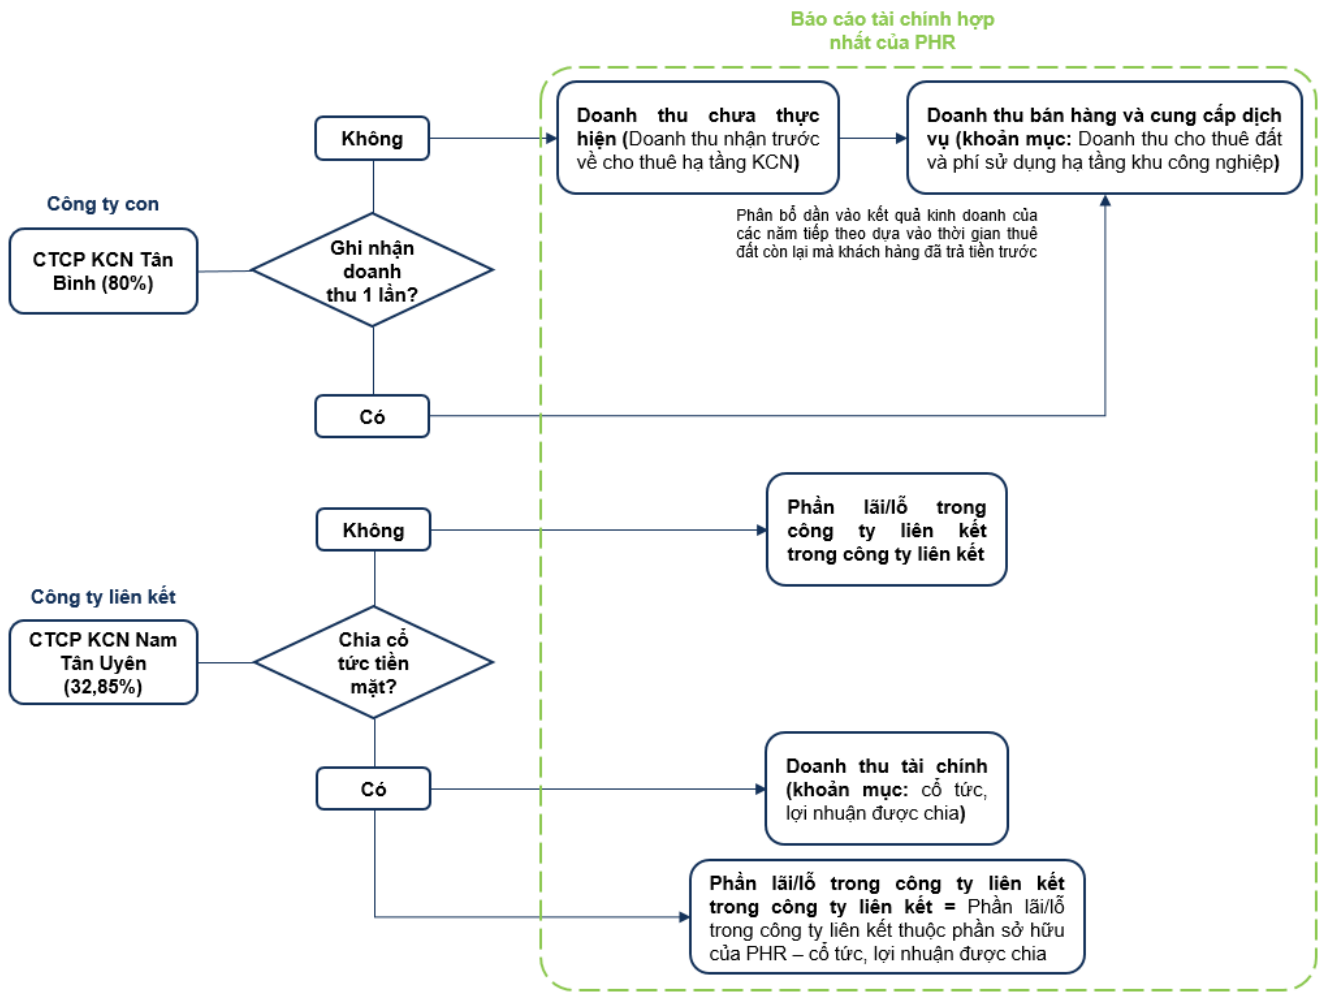 Báo cáo tài chính hợp
nhất của PHR
Không
Doanh thu chưa thực
hiện (Doanh thu nhận trước
về cho thuê hạ tầng KCN)
Doanh thu bán hàng và cung cấp dịch
vụ (khoản mục: Doanh thu cho thuê đất
và phí sử dụng hạ tầng khu công nghiệp)
Phân bổ dần vào kết quả kinh doanh của
các năm tiếp theo dựa vào thời gian thuê
đất còn lại mà khách hàng đã trả tiền trước
Công ty con
CTCP KCN Tân
Bình (80%)
Ghi nhận
doanh
thu 1 lần?
Có
Không
Phần lãi/lỗ trong
công ty liên kết
trong công ty liên kết
Công ty liên kết
CTCP KCN Nam
Tân Uyên
(32,85%)
Chia cổ
tức tiền
mặt?
Có
Doanh thu tài chính
(khoản mục: cổ tức,
lợi nhuận được chia)
Phần lãi/lỗ trong công ty liên kết
trong công ty liên kết = Phần lãi/lỗ
trong công ty liên kết thuộc phần sở hữu
của PHR – cổ tức, lợi nhuận được chia